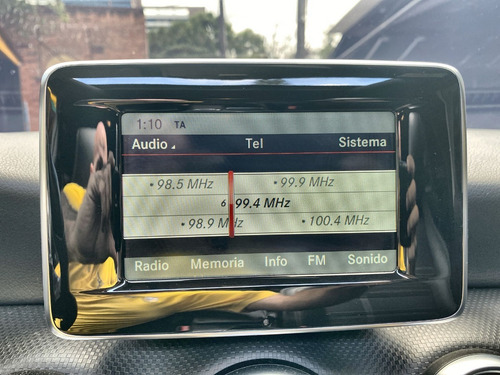 1:10 TA
Audio Tel Sistema
98.5 MHz 99.9 MHz
6 99.4 MHz
98.9 MHz 100.4 MHz
Radio Memoria Info FM Sonido